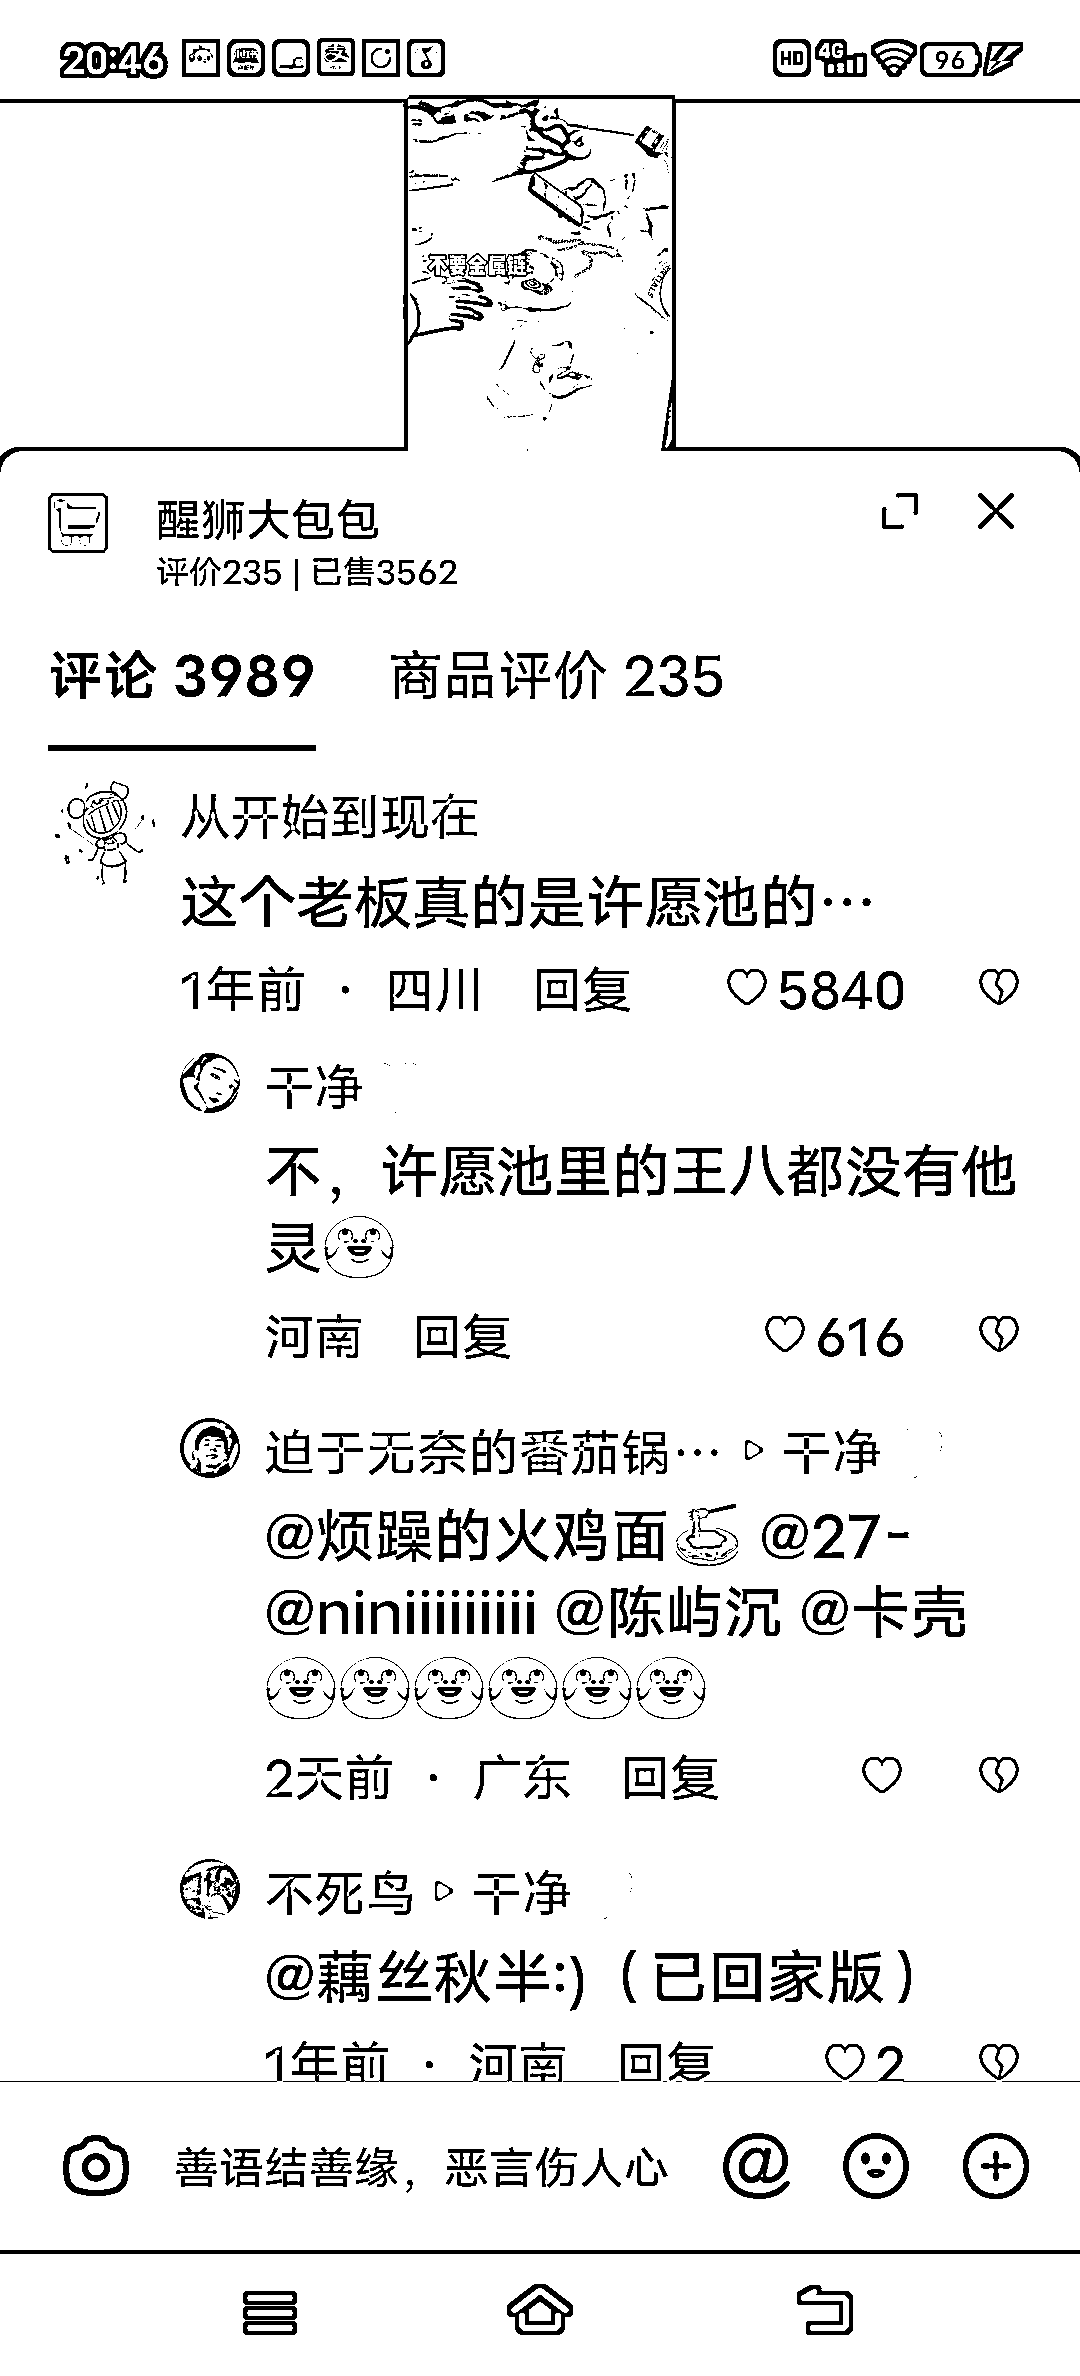 20:46 HD 4G 96
不要全属链
醒狮大包包
评价235 | 已售3562
评论 3989 商品评价 235
从开始到现在
这个老板真的是许愿池的…
1年前 · 四川 回复 5840
干净
不，许愿池里的王八都没有他
灵
河南 回复 616
迫于无奈的番茄锅… 干净
@烦躁的火鸡面 @27-
@niniiiiiiiiii @陈屿沉 @卡壳
2天前 · 广东 回复
不死鸟 干净
@藕丝秋半:)（已回家版）
1年前 · 河南 回复 2
善语结善缘，恶言伤人心